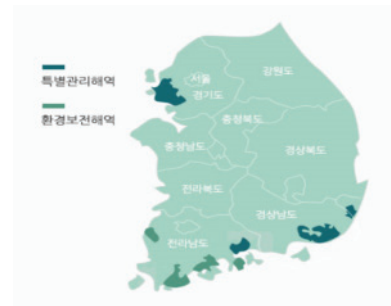 특별관리해역
환경보전해역
서울
경기도
강원도
충청북도
충청남도
경상북도
전라북도
경상남도
전라남도